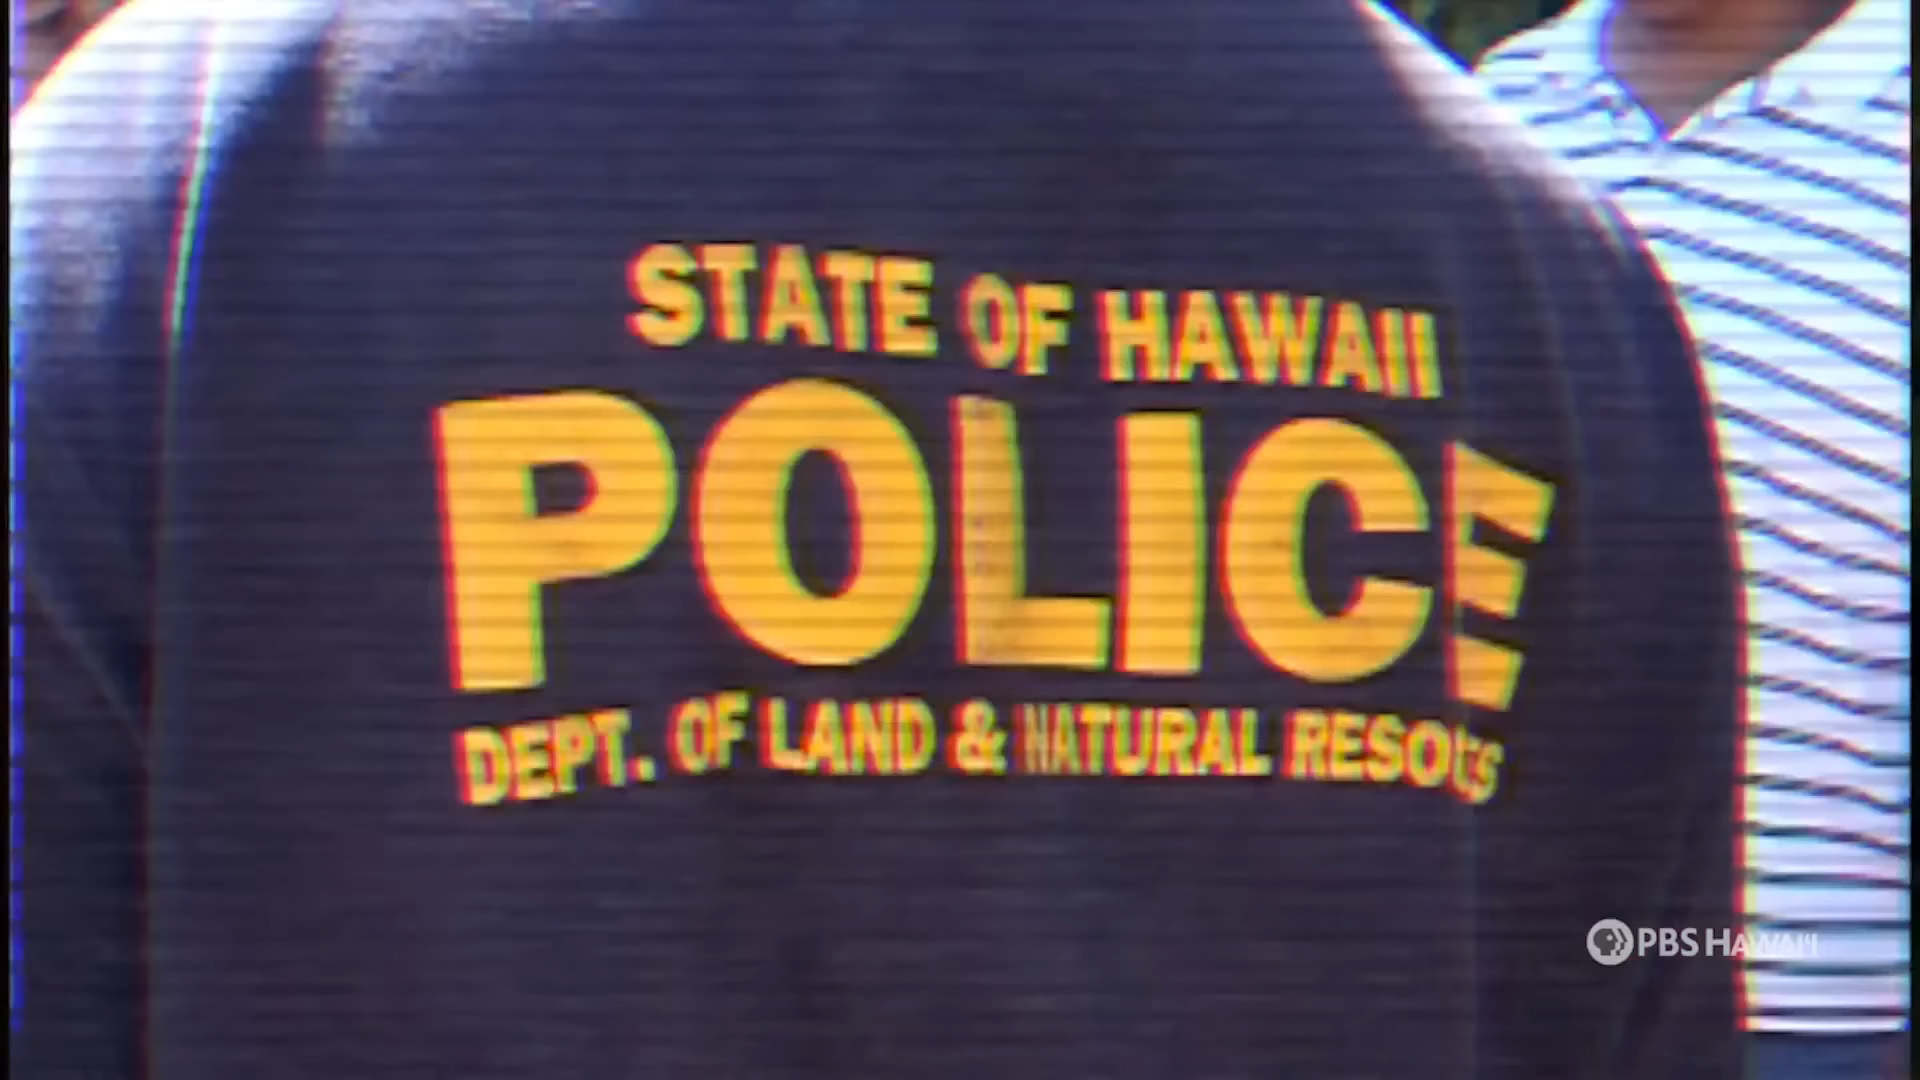 STATE OF HAWAII
POLICE
DEPT. OF LAND & NATURAL
PBS HAWAIʻI